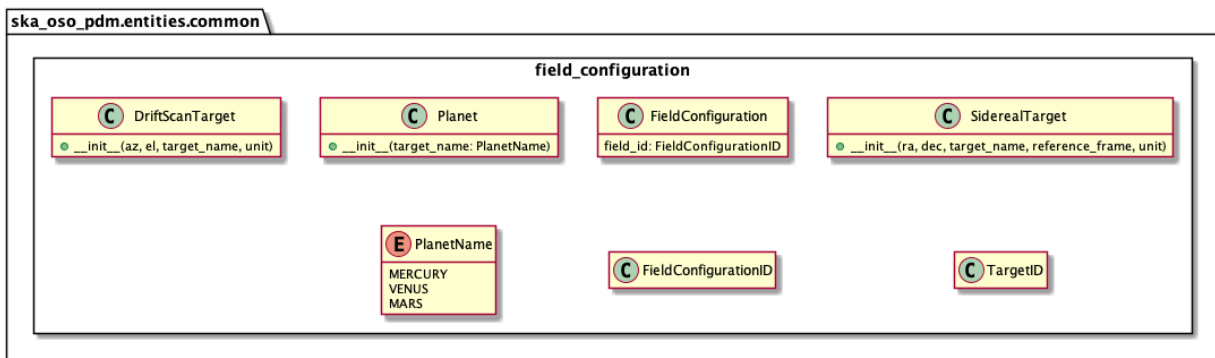 ska_oso_pdm.entities.common
field_configuration
C DriftScanTarget
__init__(az, el, target_name, unit)
C Planet
__init__(target_name: PlanetName)
C FieldConfiguration
field_id: FieldConfigurationID
C SiderealTarget
__init__(ra, dec, target_name, reference_frame, unit)
E PlanetName
MERCURY
VENUS
MARS
C FieldConfigurationID
C TargetID